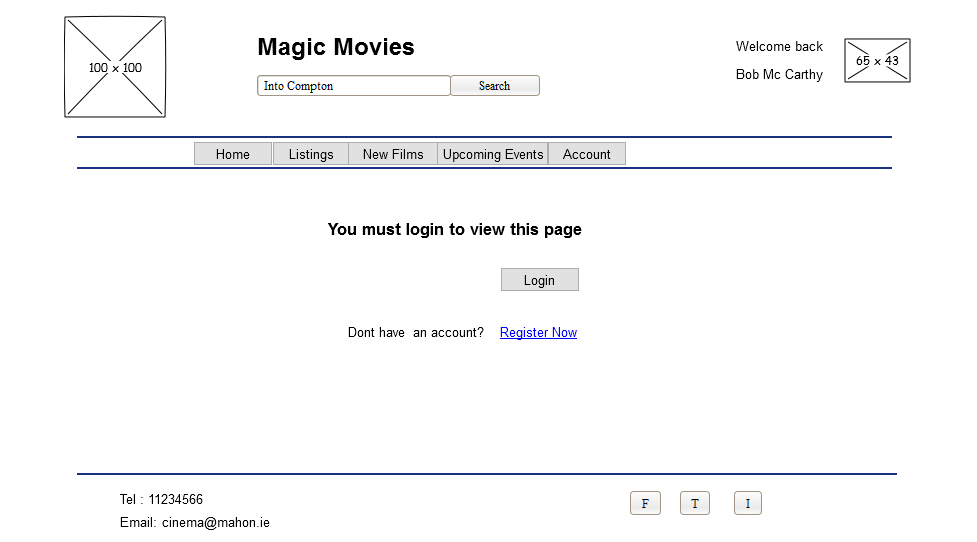 100 x 100
Magic Movies
Into Compton
Search
Welcome back
Bob Mc Carthy
65 x 43
Home
Listings
New Films
Upcoming Events
Account
You must login to view this page
Login
Dont have  an account?
Register Now
Tel : 11234566
Email: cinema@mahon.ie
F
T
I